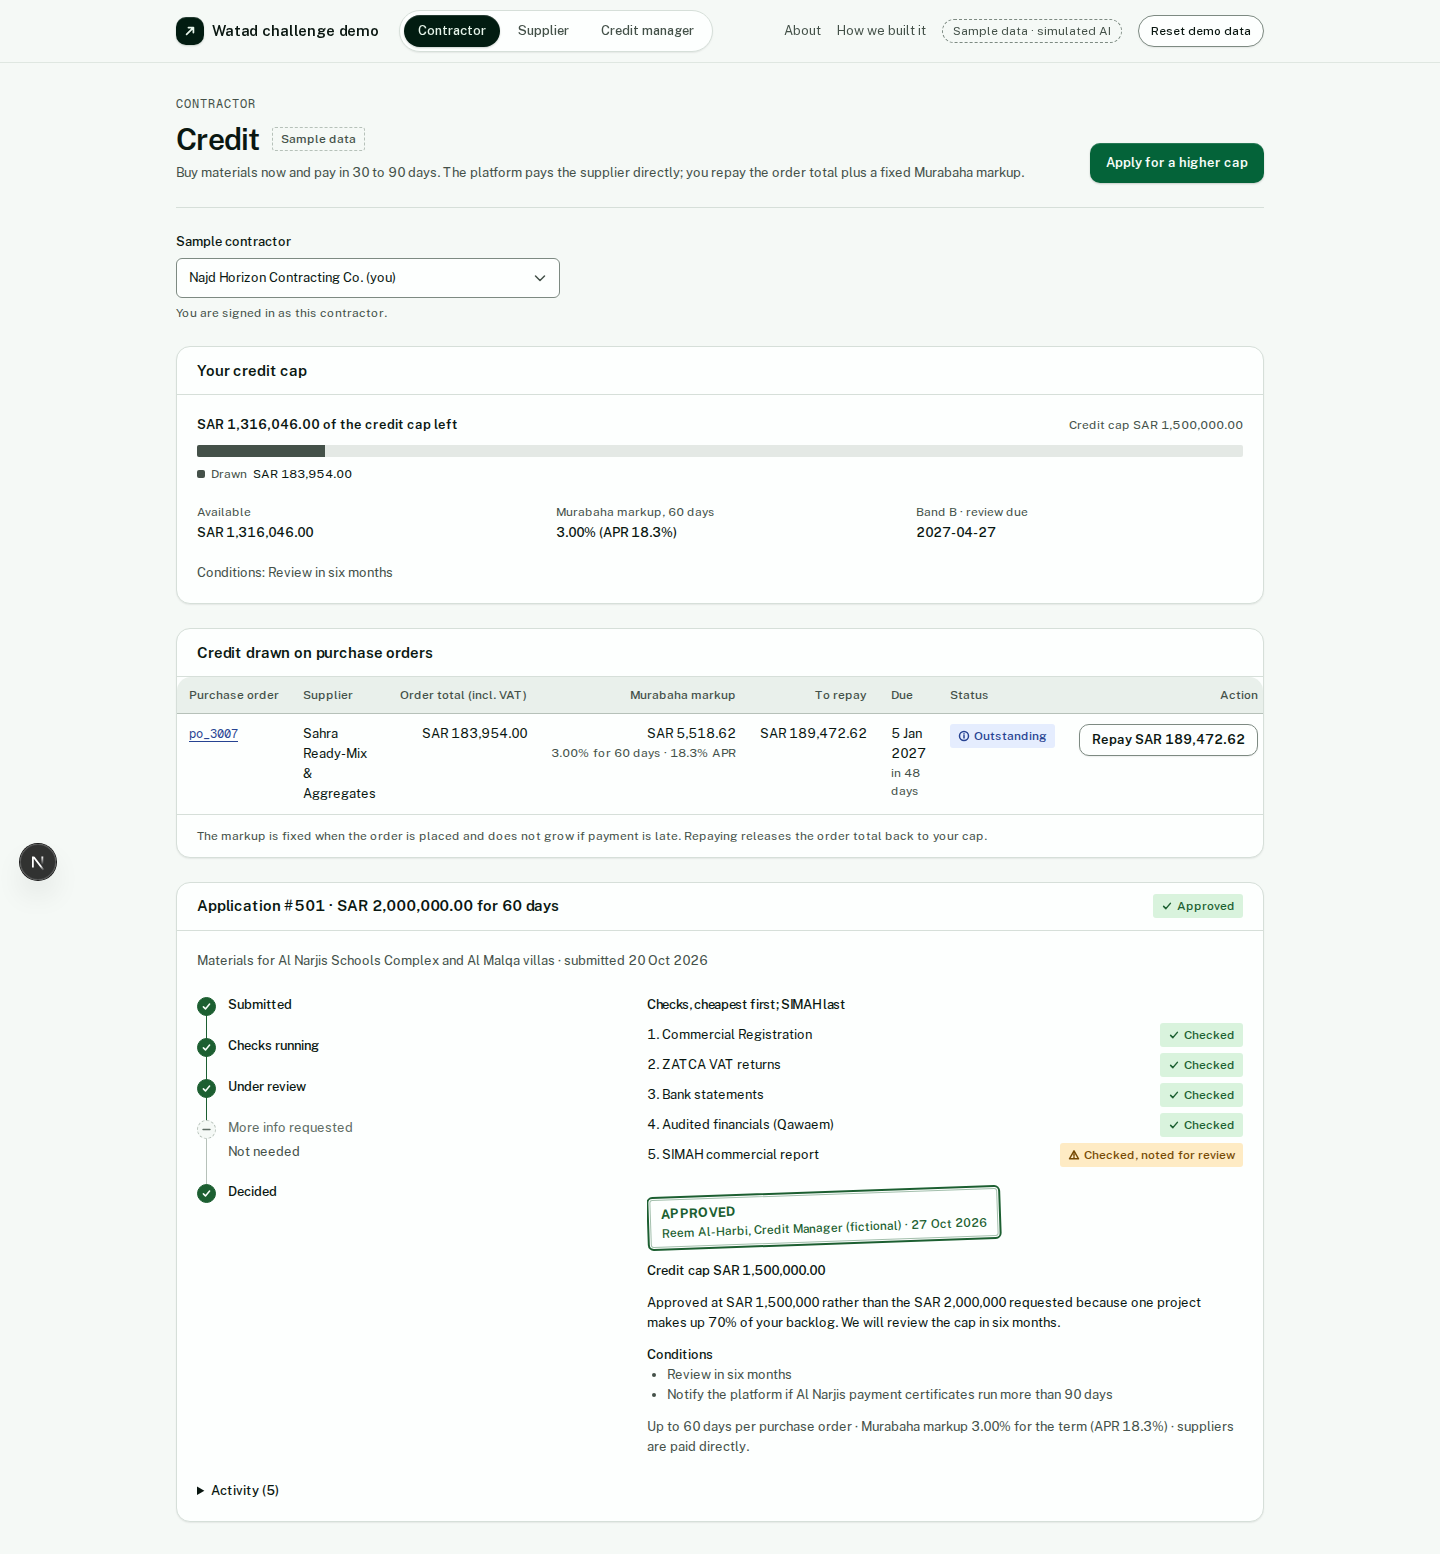 Watad challenge demo
Contractor
Supplier
Credit manager
About
How we built it
Sample data · simulated AI
Reset demo data
CONTRACTOR
Credit
Sample data
Buy materials now and pay in 30 to 90 days. The platform pays the supplier directly; you repay the order total plus a fixed Murabaha markup.
Apply for a higher cap
Sample contractor
Najd Horizon Contracting Co. (you)
You are signed in as this contractor.
Your credit cap
SAR 1,316,046.00 of the credit cap left
Credit cap SAR 1,500,000.00
Drawn SAR 183,954.00
Available
SAR 1,316,046.00
Murabaha markup, 60 days
3.00% (APR 18.3%)
Band B · review due
2027-04-27
Conditions: Review in six months
Credit drawn on purchase orders
Purchase order
Supplier
Order total (incl. VAT)
Murabaha markup
To repay
Due
Status
Action
po_3007
Sahra
Ready-Mix
&
Aggregates
SAR 183,954.00
SAR 5,518.62
3.00% for 60 days · 18.3% APR
SAR 189,472.62
5 Jan
2027
in 48
days
Outstanding
Repay SAR 189,472.62
The markup is fixed when the order is placed and does not grow if payment is late. Repaying releases the order total back to your cap.
Application #501 · SAR 2,000,000.00 for 60 days
Approved
Materials for Al Narjis Schools Complex and Al Malqa villas · submitted 20 Oct 2026
Submitted
Checks running
Under review
More info requested
Not needed
Decided
Checks, cheapest first; SIMAH last
1. Commercial Registration
Checked
2. ZATCA VAT returns
Checked
3. Bank statements
Checked
4. Audited financials (Qawaem)
Checked
5. SIMAH commercial report
Checked, noted for review
APPROVED
Reem Al-Harbi, Credit Manager (fictional) · 27 Oct 2026
Credit cap SAR 1,500,000.00
Approved at SAR 1,500,000 rather than the SAR 2,000,000 requested because one project
makes up 70% of your backlog. We will review the cap in six months.
Conditions
• Review in six months
• Notify the platform if Al Narjis payment certificates run more than 90 days
Up to 60 days per purchase order · Murabaha markup 3.00% for the term (APR 18.3%) · suppliers
are paid directly.
Activity (5)
N